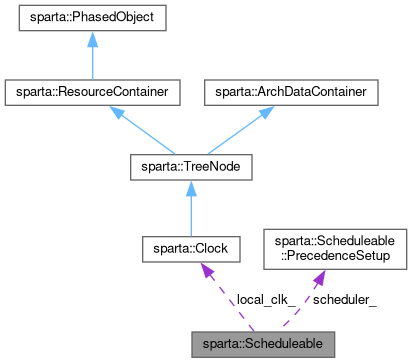 sparta::PhasedObject
sparta::ResourceContainer
sparta::ArchDataContainer
sparta::TreeNode
sparta::Clock
sparta::Scheduleable
::PrecedenceSetup
local_clk_
scheduler_
sparta::Scheduleable